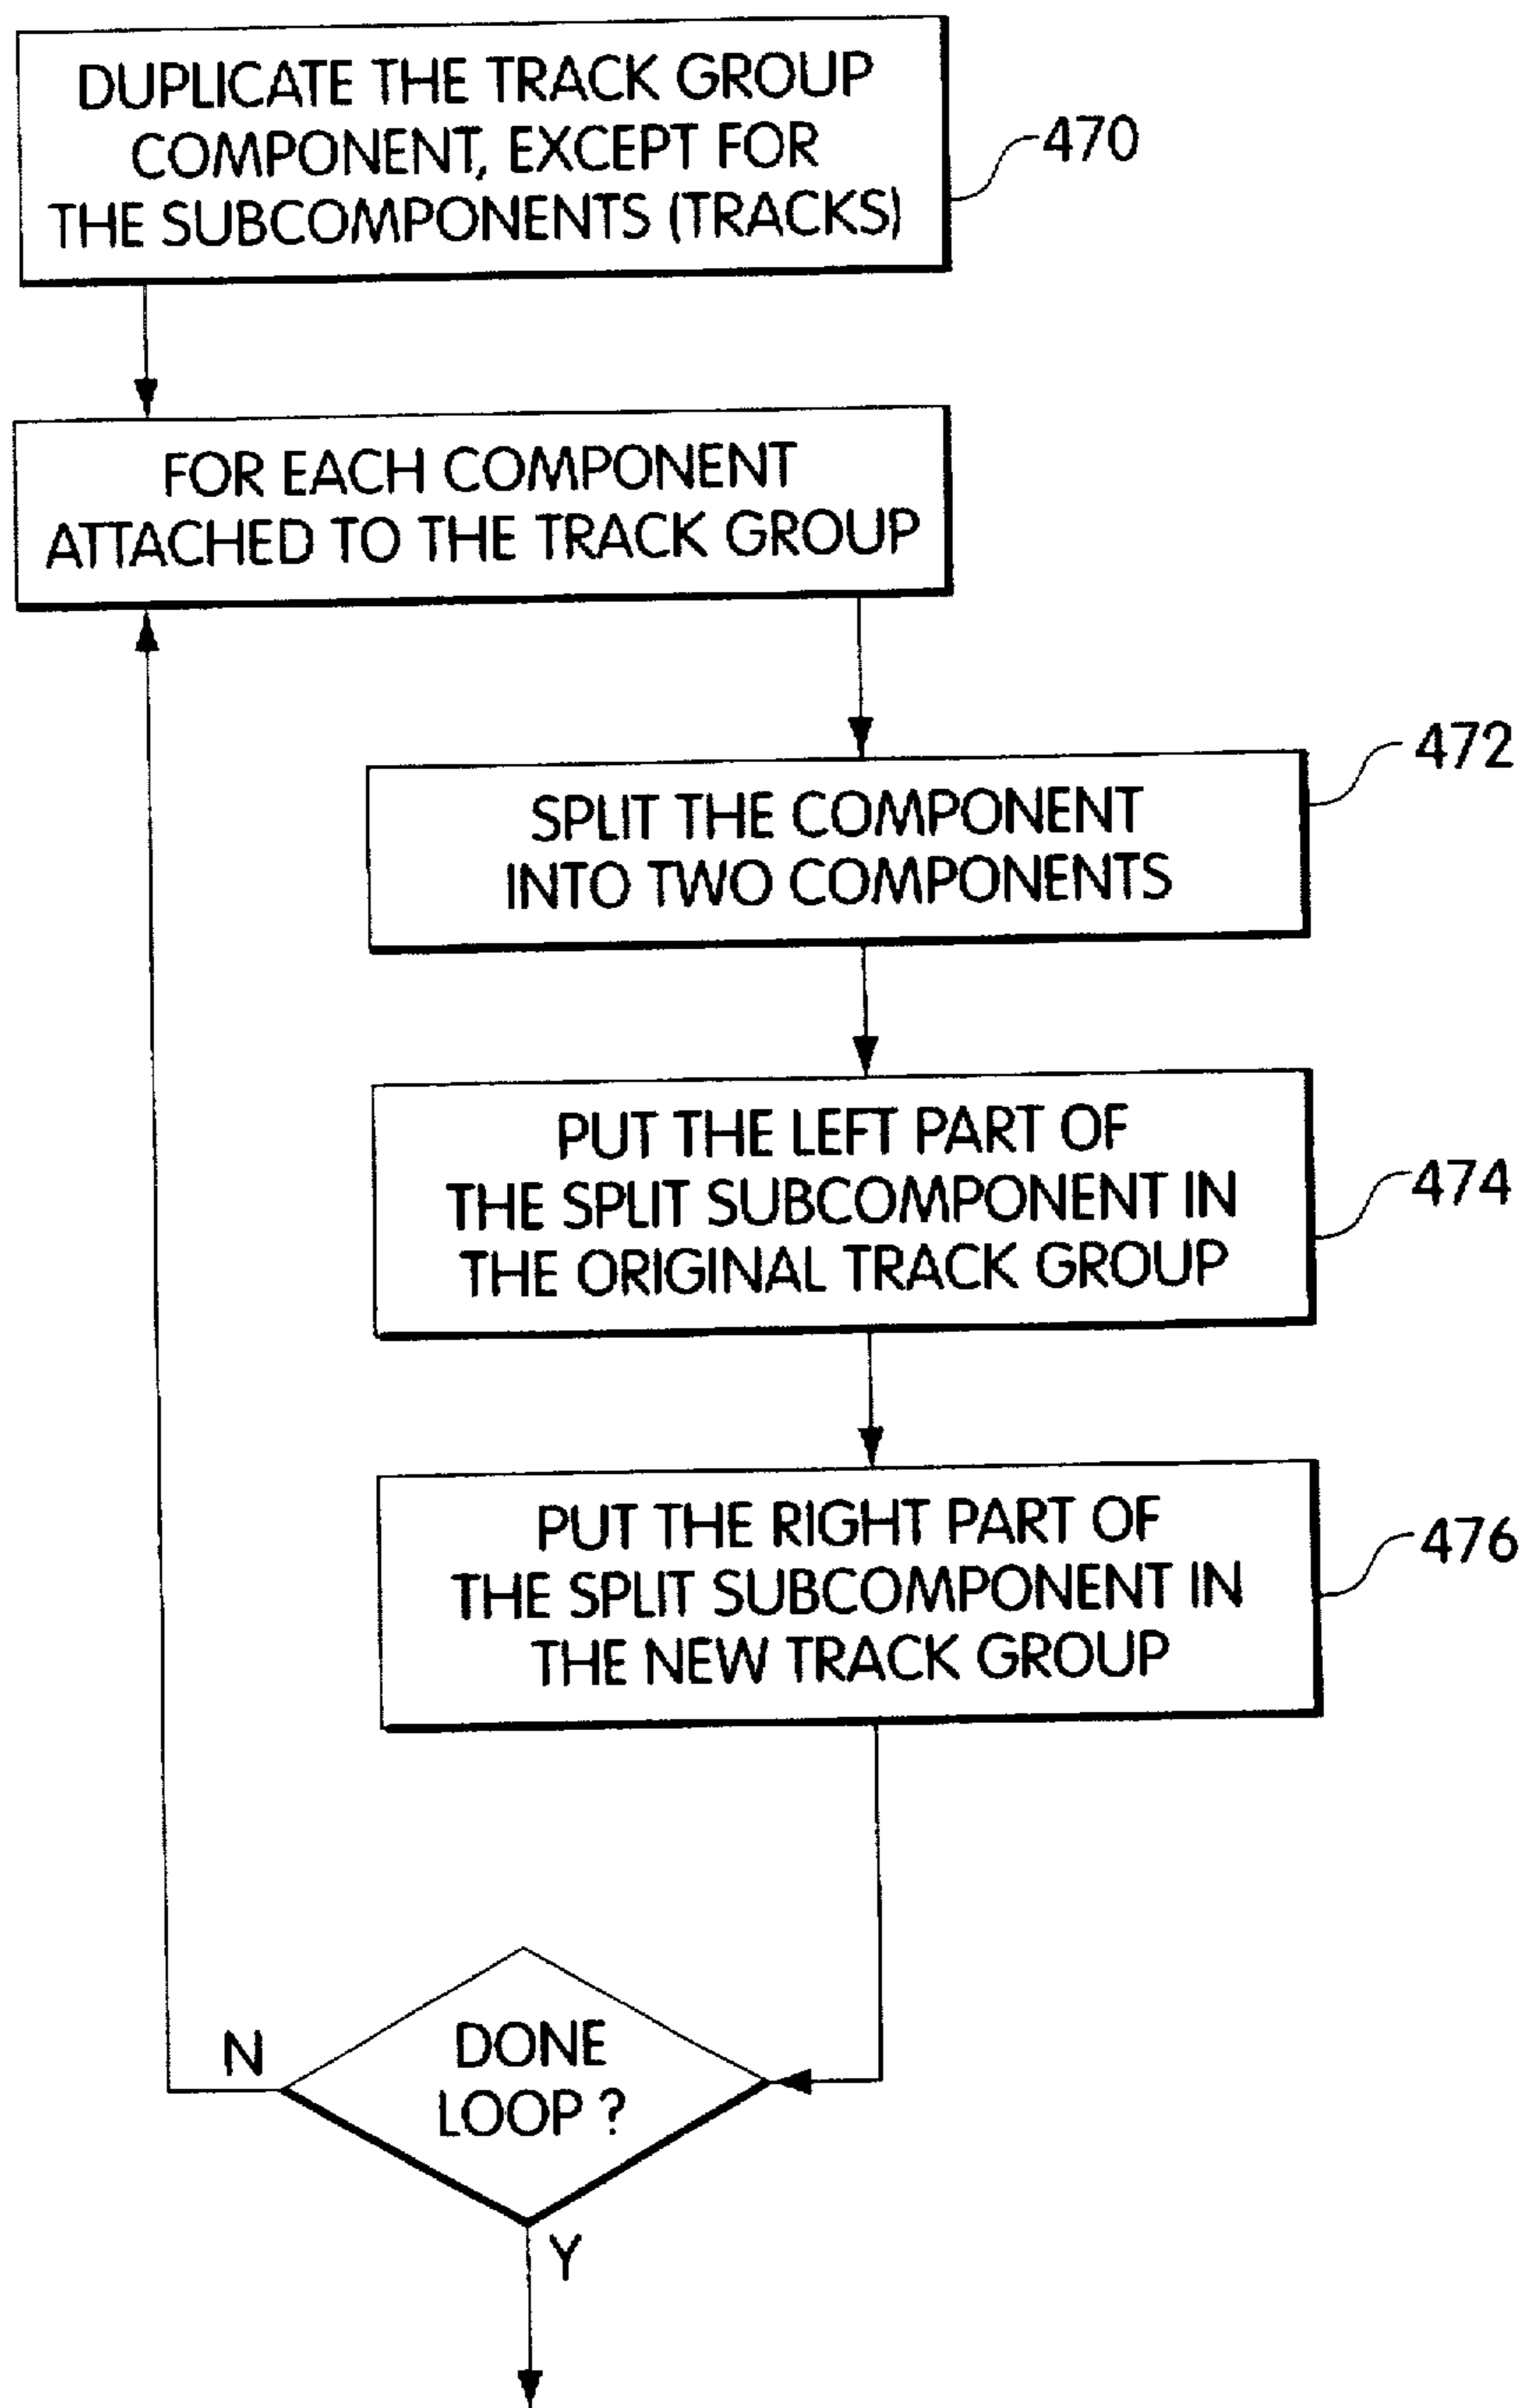 DUPLICATE THE TRACK GROUP
COMPONENT, EXCEPT FOR
THE SUBCOMPONENTS (TRACKS)
470
FOR EACH COMPONENT
ATTACHED TO THE TRACK GROUP
472
SPLIT THE COMPONENT
INTO TWO COMPONENTS
PUT THE LEFT PART OF
THE SPLIT SUBCOMPONENT IN
THE ORIGINAL TRACK GROUP
474
PUT THE RIGHT PART OF
THE SPLIT SUBCOMPONENT IN
THE NEW TRACK GROUP
476
N
DONE
LOOP ?
Y